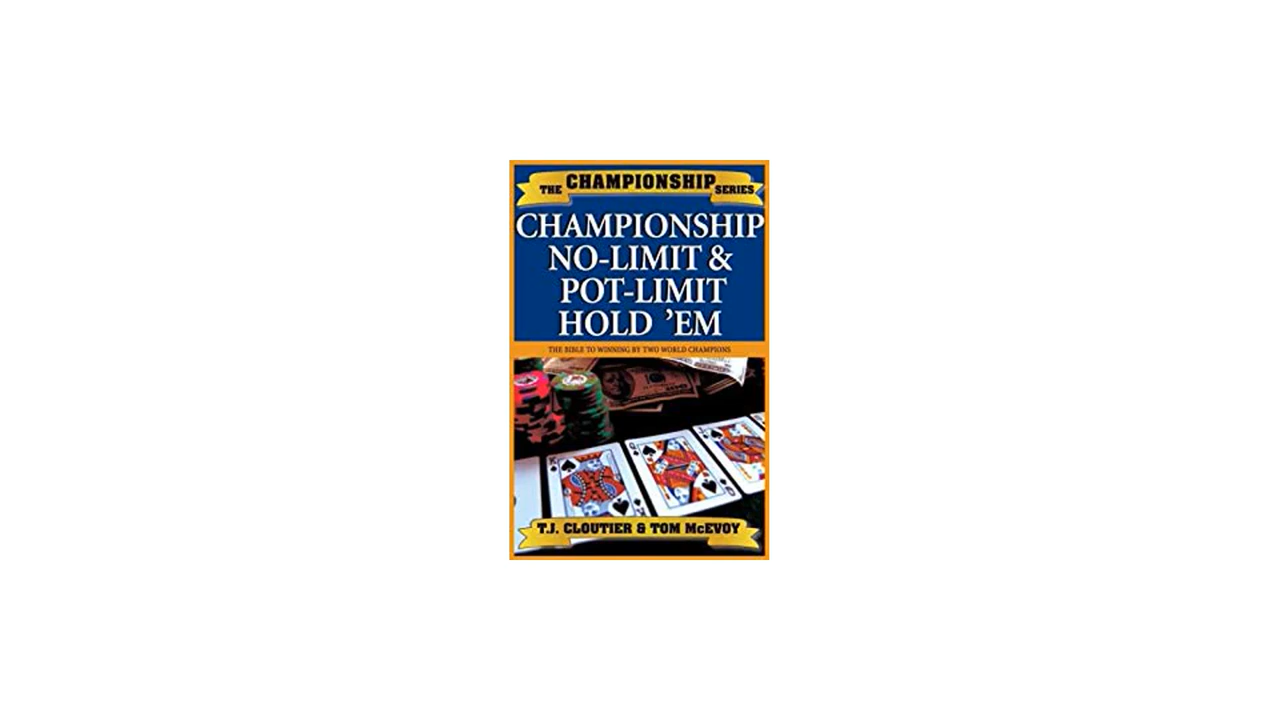 THE CHAMPIONSHIP SERIES
CHAMPIONSHIP
NO-LIMIT &
POT-LIMIT
HOLD 'EM
THE BIBLE TO WINNING BY TWO WORLD CHAMPIONS
T.J. CLOUTIER & TOM McEVOY